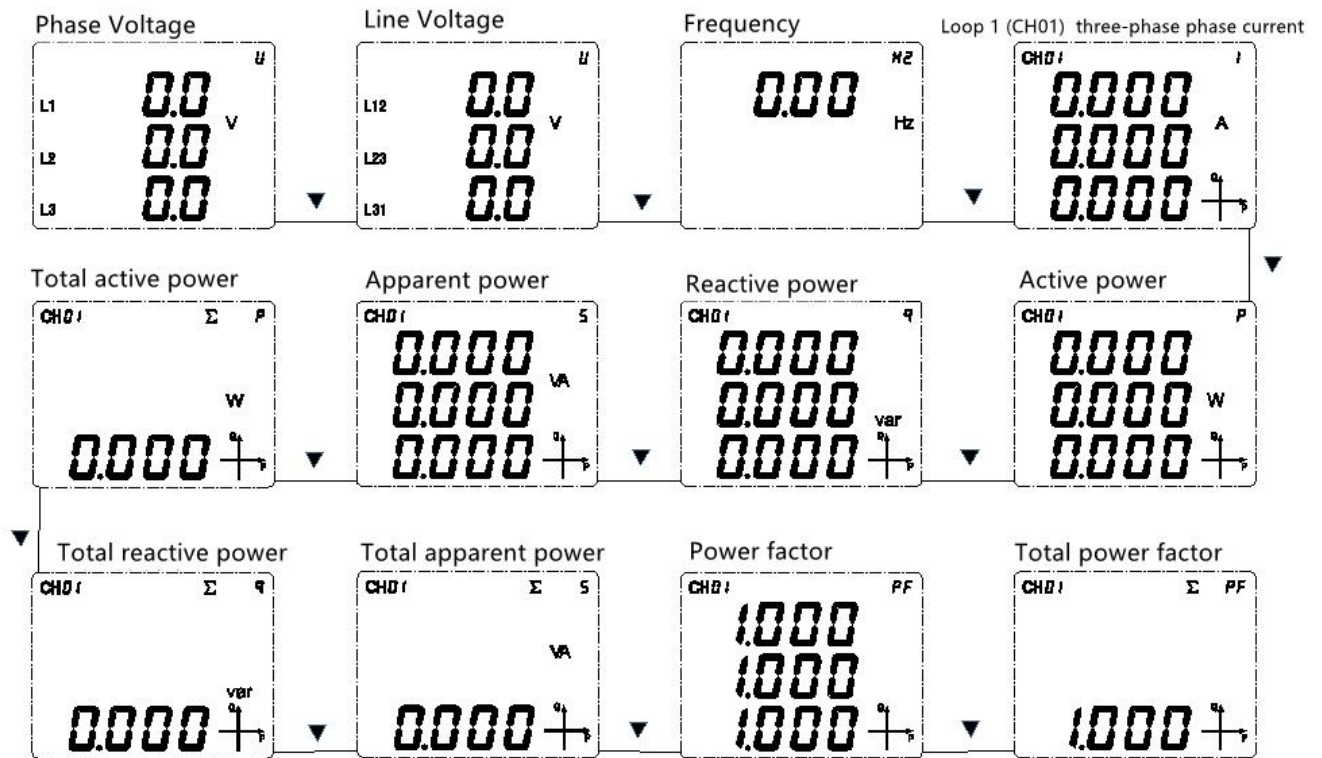 Phase Voltage
U
L1 0.0
V
L2 0.0
L3 0.0
Line Voltage
U
L12 0.0
V
L23 0.0
L31 0.0
Frequency
HZ
0.00
Hz
Loop 1 (CH01) three-phase phase current
CH01 I
0.000
A
0.000
0.000
Q
P
Total active power
CH01 Σ P
W
0.000
Q
P
Apparent power
CH01 S
0.000
VA
0.000
0.000
Q
P
Reactive power
CH01 q
0.000
0.000
var
0.000
Q
P
Active power
CH01 P
0.000
0.000 W
0.000
Q
P
Total reactive power
CH01 Σ q
var
0.000
Q
P
Total apparent power
CH01 Σ S
VA
0.000
Q
P
Power factor
CH01 PF
1.000
1.000
1.000
Q
P
Total power factor
CH01 Σ PF
1.000
Q
P